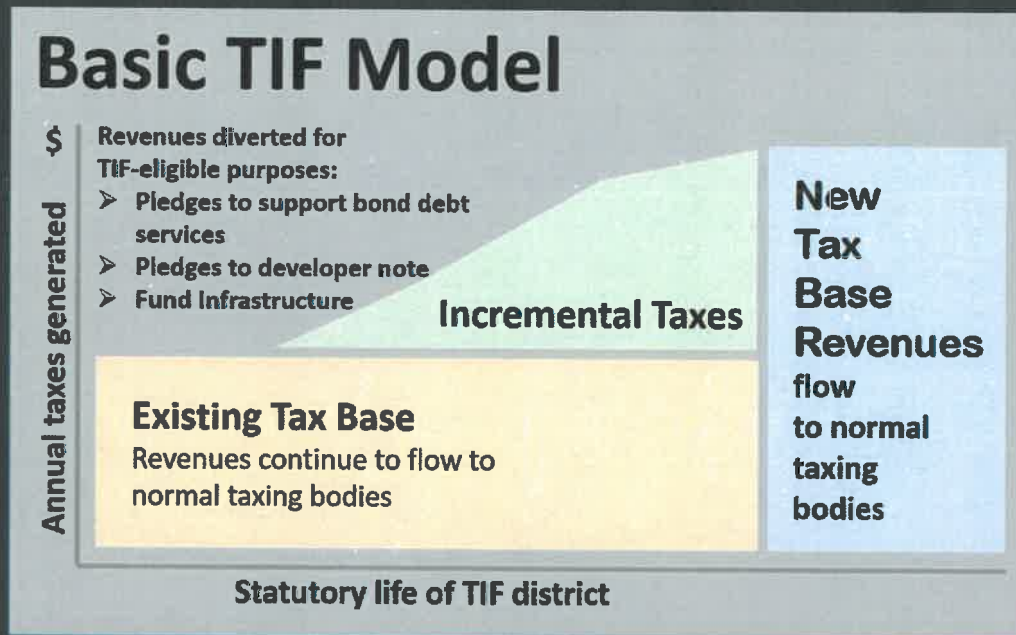 Basic TIF Model
$
Annual taxes generated
Revenues diverted for
TIF-eligible purposes:
➢ Pledges to support bond debt
services
➢ Pledges to developer note
➢ Fund Infrastructure
Incremental Taxes
Existing Tax Base
Revenues continue to flow to
normal taxing bodies
New
Tax
Base
Revenues
flow
to normal
taxing
bodies
Statutory life of TIF district